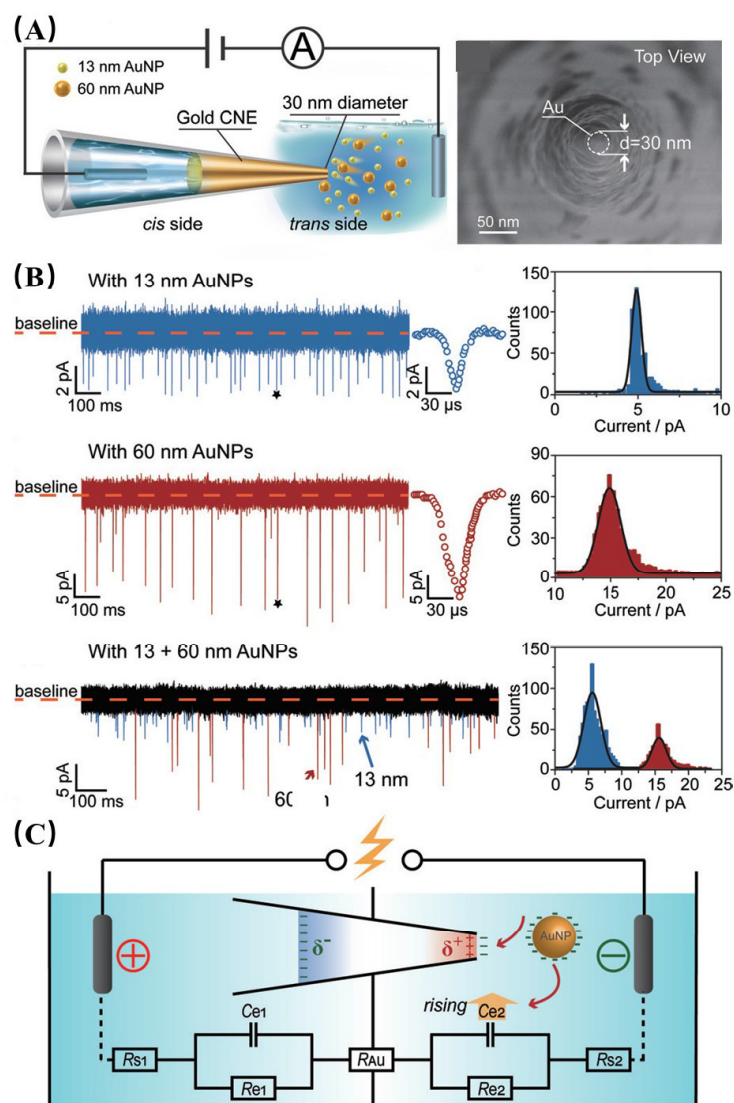 (A)
A
13 nm AuNP
60 nm AuNP
Gold CNE
30 nm diameter
cis side
trans side
Top View
Au
d=30 nm
50 nm
(B)
With 13 nm AuNPs
baseline
2 pA
100 ms
2 pA
30 µs
Counts
150
100
50
0
0 5 10
Current / pA
With 60 nm AuNPs
baseline
5 pA
100 ms
5 pA
30 µs
Counts
90
60
30
0
10 15 20 25
Current / pA
With 13 + 60 nm AuNPs
baseline
5 pA
100 ms
13 nm
Counts
150
100
50
0
0 5 10 15 20 25
Current / pA
(C)
+
δ-
δ+
AuNP
−
rising
Ce1
Ce2
Rs1
RAu
Rs2
Re1
Re2